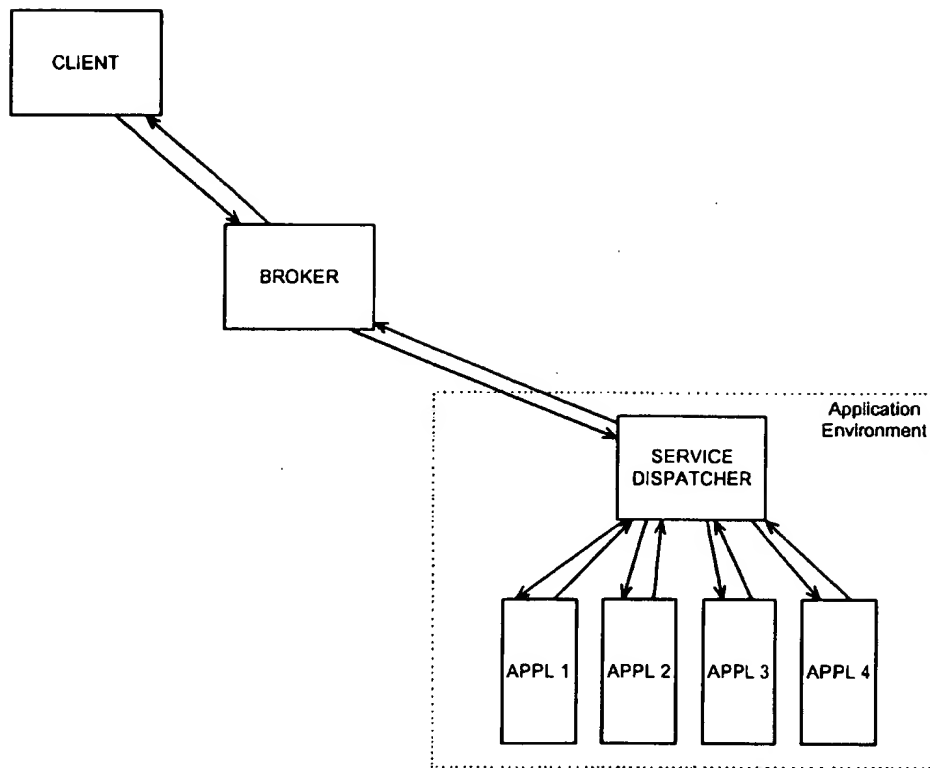 CLIENT
BROKER
Application
Environment
SERVICE
DISPATCHER
APPL 1
APPL 2
APPL 3
APPL 4